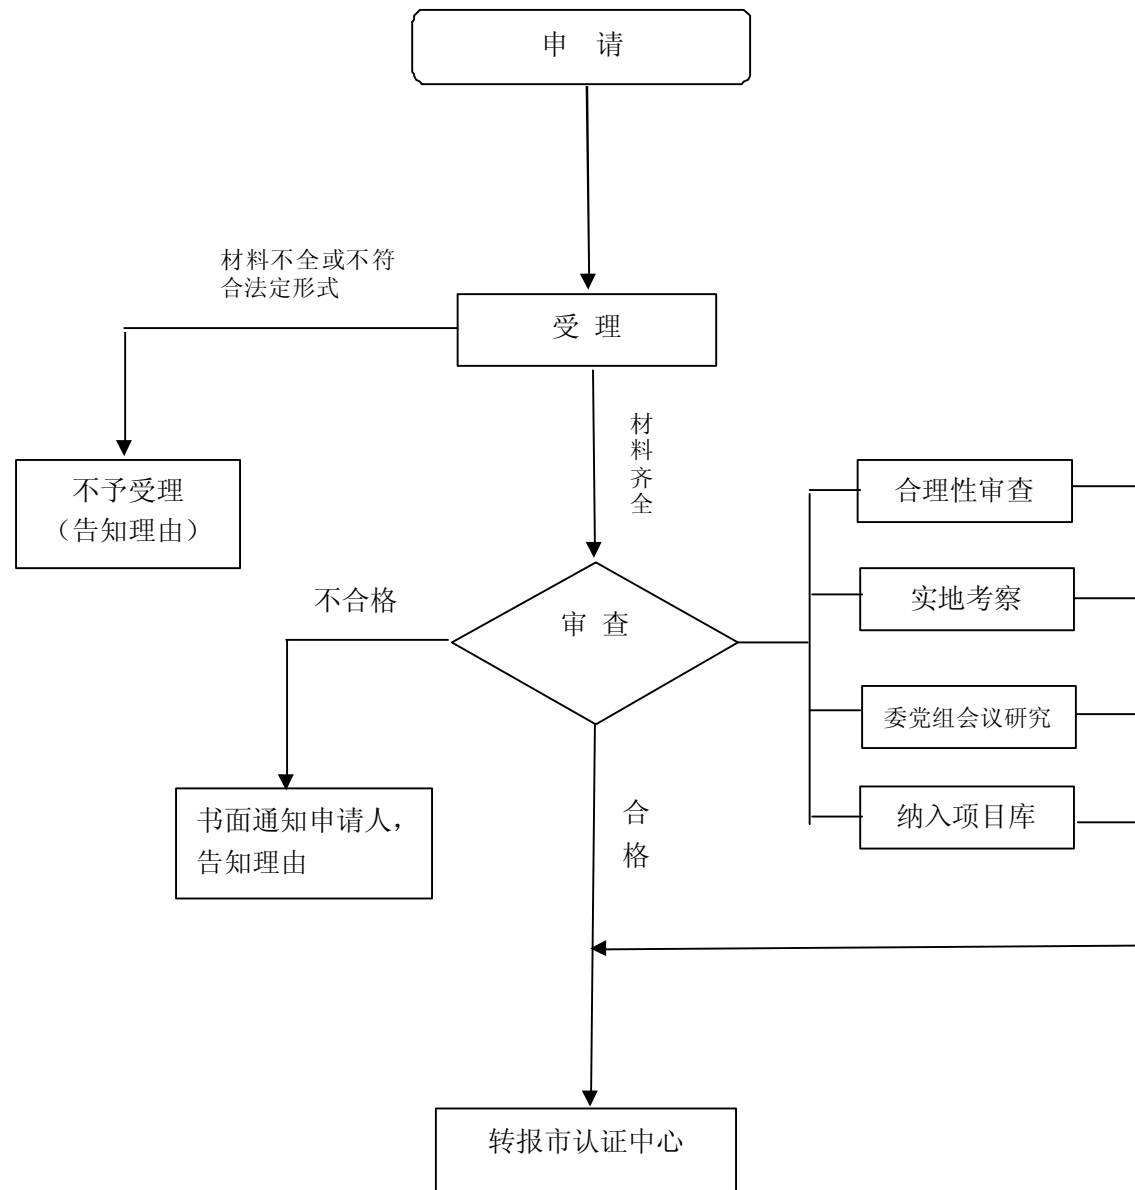 申 请
材料不全或不符
合法定形式
受 理
材料齐全
不予受理
（告知理由）
合理性审查
实地考察
不合格
审 查
委党组会议研究
书面通知申请人，
告知理由
合格
纳入项目库
转报市认证中心